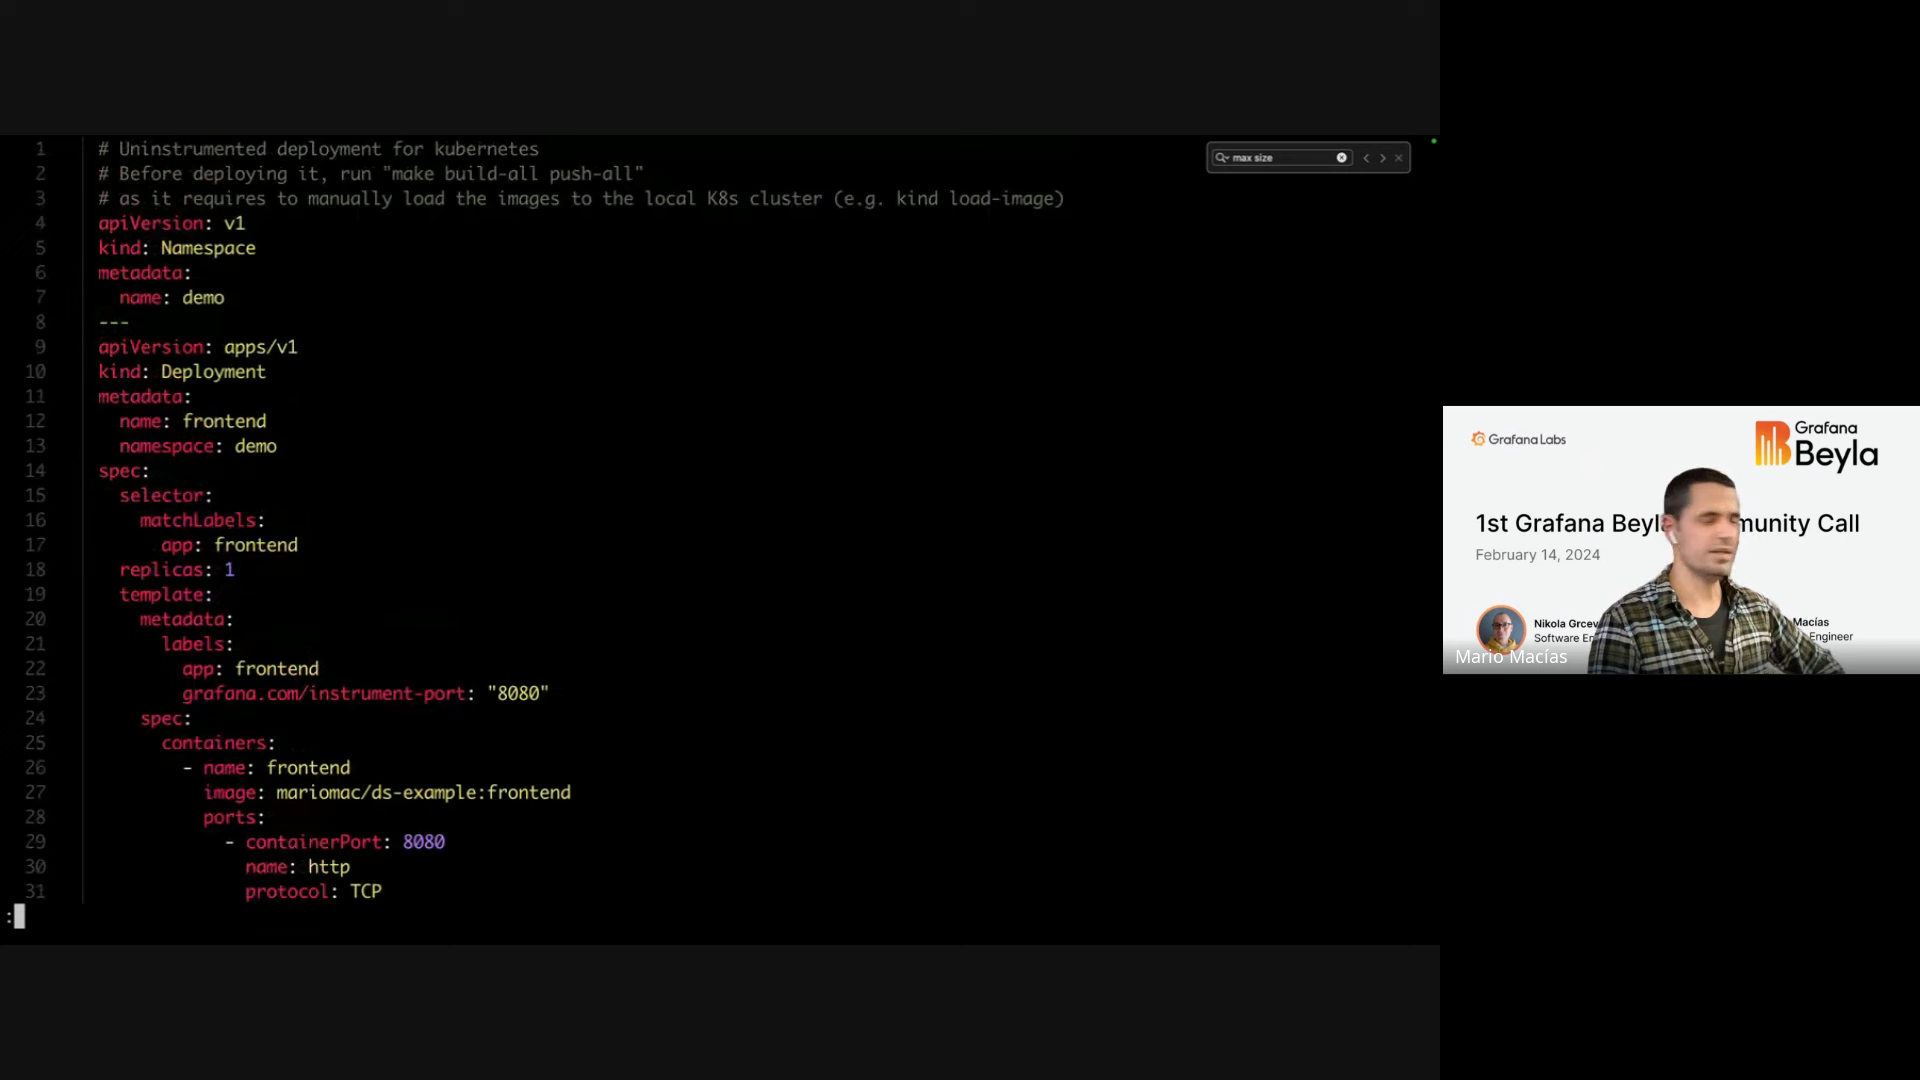 1 # Uninstrumented deployment for kubernetes
2 # Before deploying it, run "make build-all push-all"
3 # as it requires to manually load the images to the local K8s cluster (e.g. kind load-image)
4 apiVersion: v1
5 kind: Namespace
6 metadata:
7   name: demo
8 ---
9 apiVersion: apps/v1
10 kind: Deployment
11 metadata:
12   name: frontend
13   namespace: demo
14 spec:
15   selector:
16     matchLabels:
17       app: frontend
18   replicas: 1
19   template:
20     metadata:
21       labels:
22         app: frontend
23         grafana.com/instrument-port: "8080"
24     spec:
25       containers:
26         - name: frontend
27           image: mariomac/ds-example:frontend
28           ports:
29             - containerPort: 8080
30               name: http
31               protocol: TCP
:
max size
Grafana Labs
Grafana
Beyla
1st Grafana Beyla munity Call
February 14, 2024
Nikola Grcev
Software En
Macías
Engineer
Mario Macías